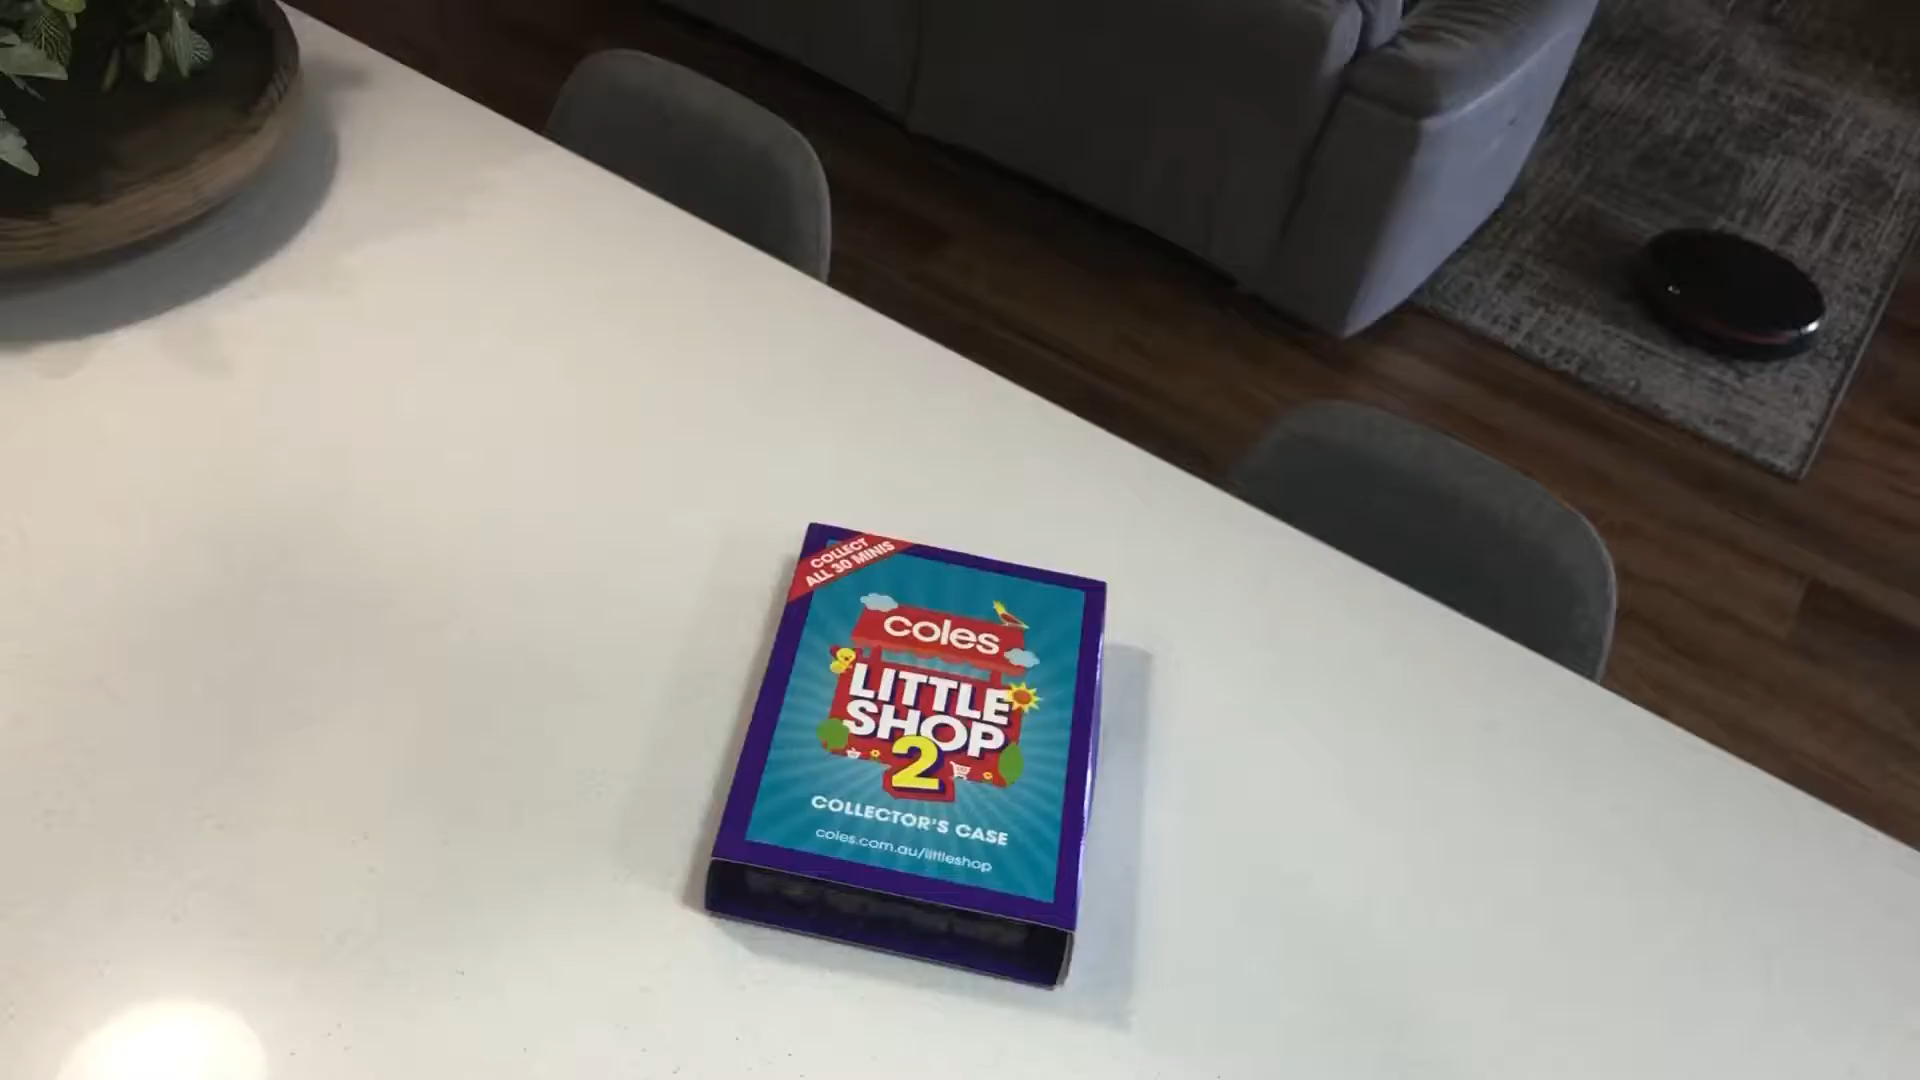 COLLECT
ALL 30 MINIS
coles
LITTLE
SHOP
2
COLLECTOR'S CASE
coles.com.au/littleshop